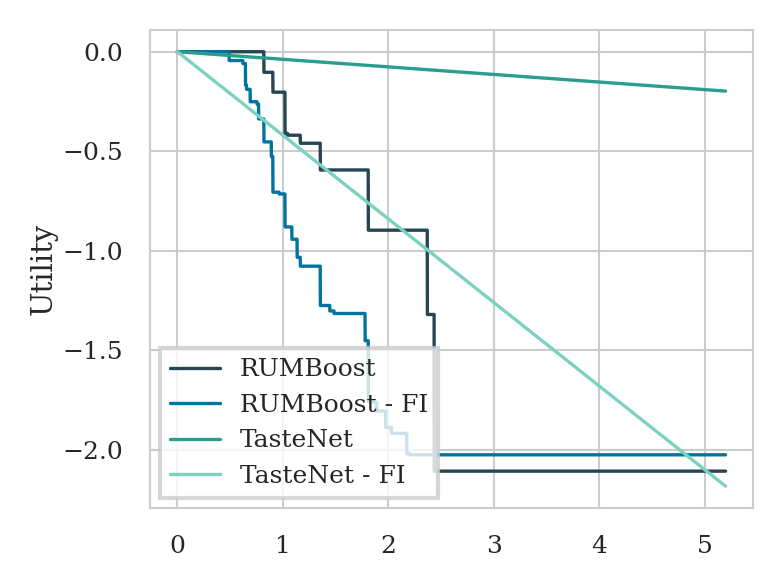 0.0
−0.5
−1.0
−1.5
−2.0
Utility
RUMBoost
RUMBoost - FI
TasteNet
TasteNet - FI
0 1 2 3 4 5